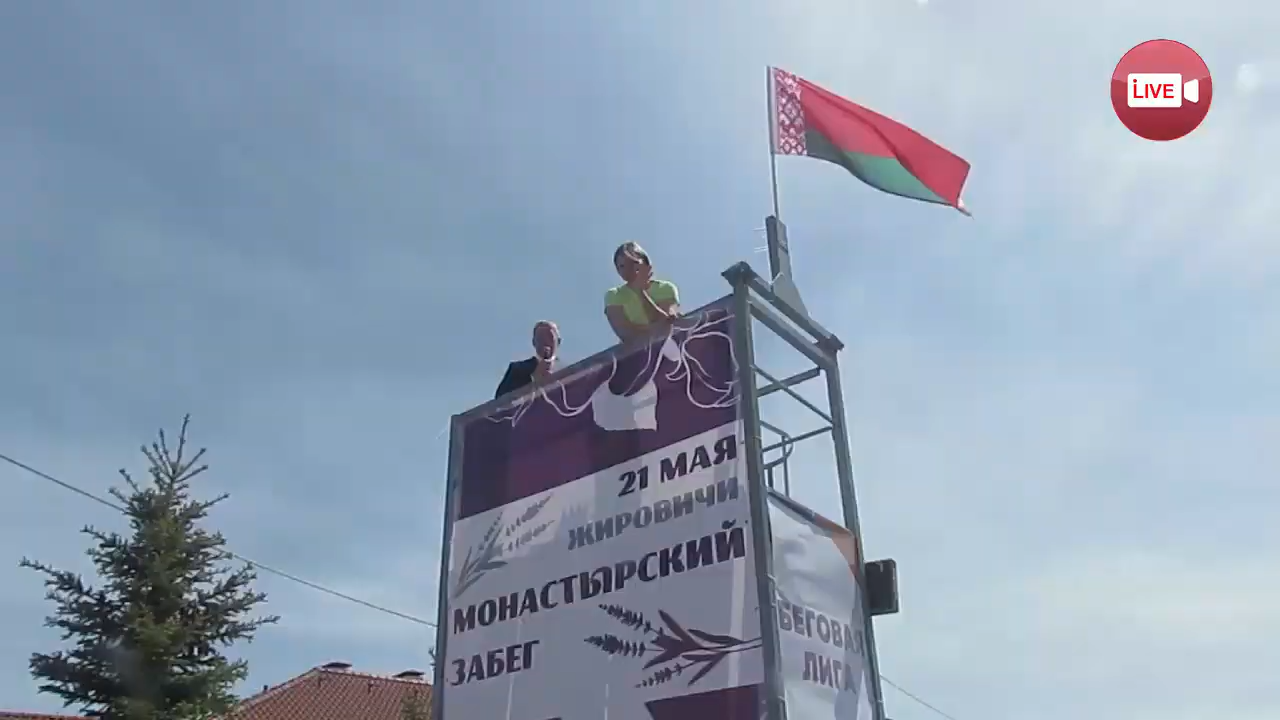 LIVE
21 МАЯ
ЖИРОВИЧИ
МОНАСТЫРСКИЙ
ЗАБЕГ
БЕГОВАЯ
ЛИГА